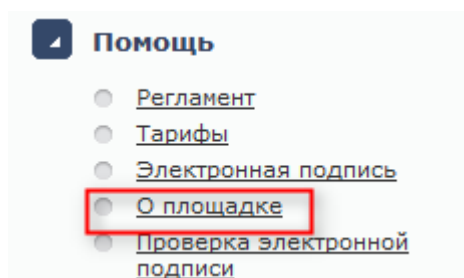 Помощь
Регламент
Тарифы
Электронная подпись
О площадке
Проверка электронной
подписи